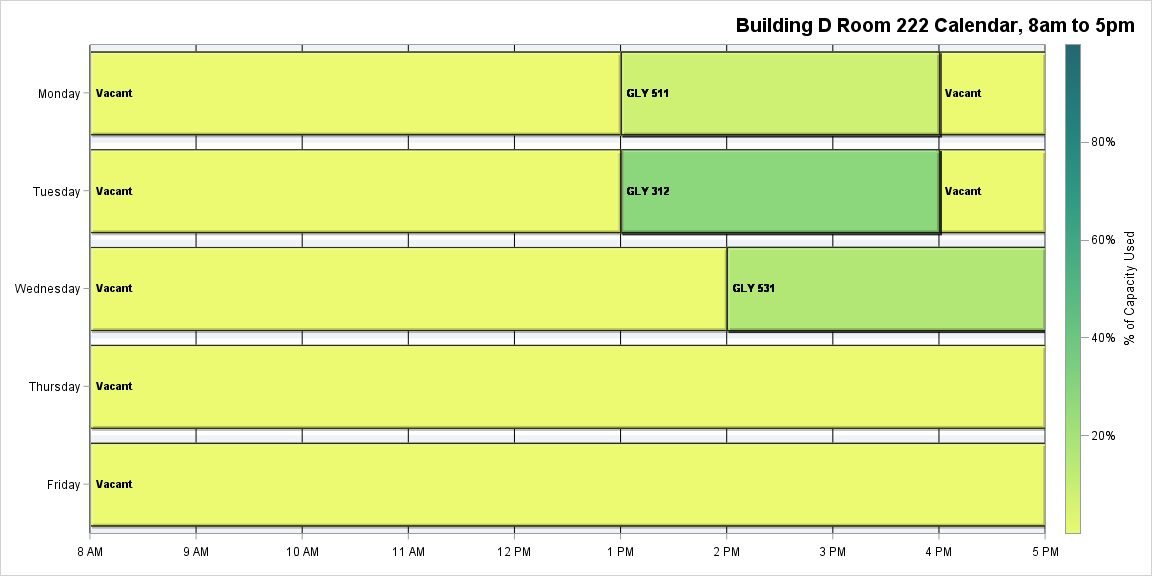 Building D Room 222 Calendar, 8am to 5pm
Monday
Vacant
GLY 511
Vacant
Tuesday
Vacant
GLY 312
Vacant
Wednesday
Vacant
GLY 531
Thursday
Vacant
Friday
Vacant
8 AM
9 AM
10 AM
11 AM
12 PM
1 PM
2 PM
3 PM
4 PM
5 PM
80%
60%
40%
20%
% of Capacity Used